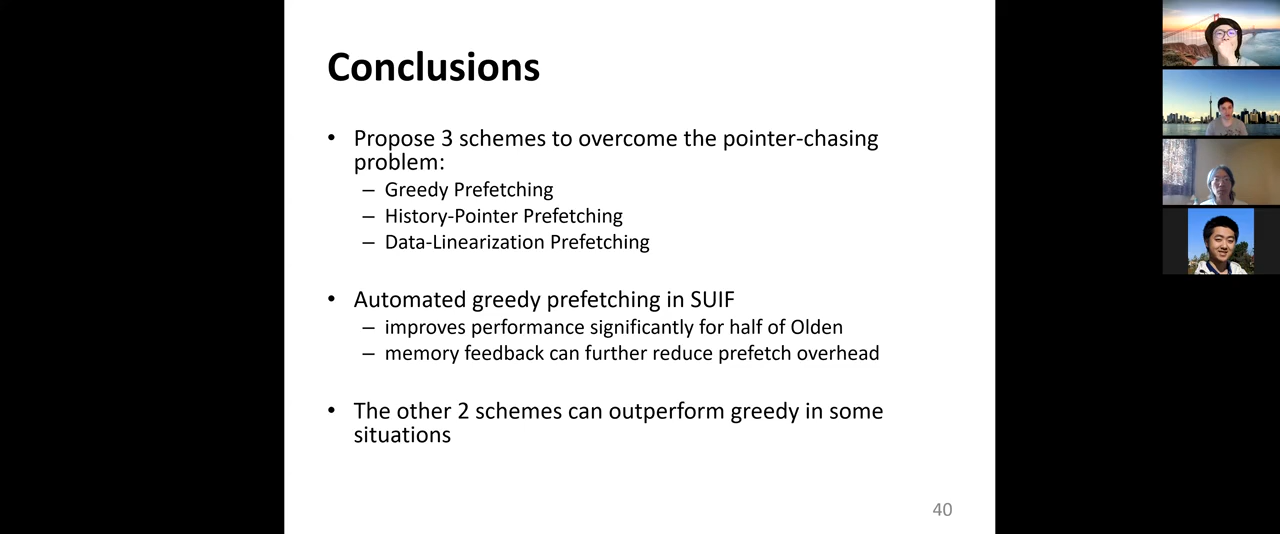 Conclusions
• Propose 3 schemes to overcome the pointer-chasing
problem:
– Greedy Prefetching
– History-Pointer Prefetching
– Data-Linearization Prefetching
• Automated greedy prefetching in SUIF
– improves performance significantly for half of Olden
– memory feedback can further reduce prefetch overhead
• The other 2 schemes can outperform greedy in some
situations
40